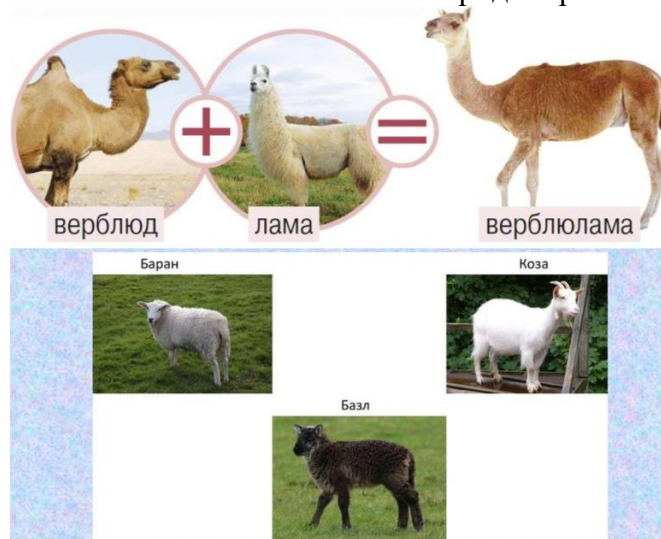 верблюд
+
лама
=
верблюлама
Баран
Коза
Базл